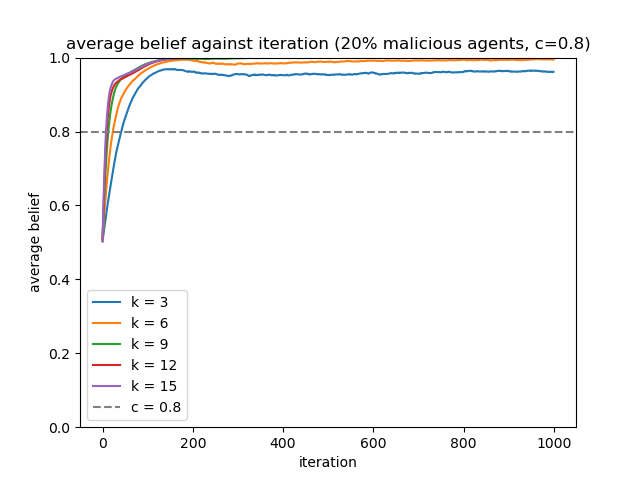 average belief against iteration (20% malicious agents, c=0.8)
1.0
0.8
0.6
0.4
0.2
0.0
average belief
k = 3
k = 6
k = 9
k = 12
k = 15
c = 0.8
0 200 400 600 800 1000
iteration